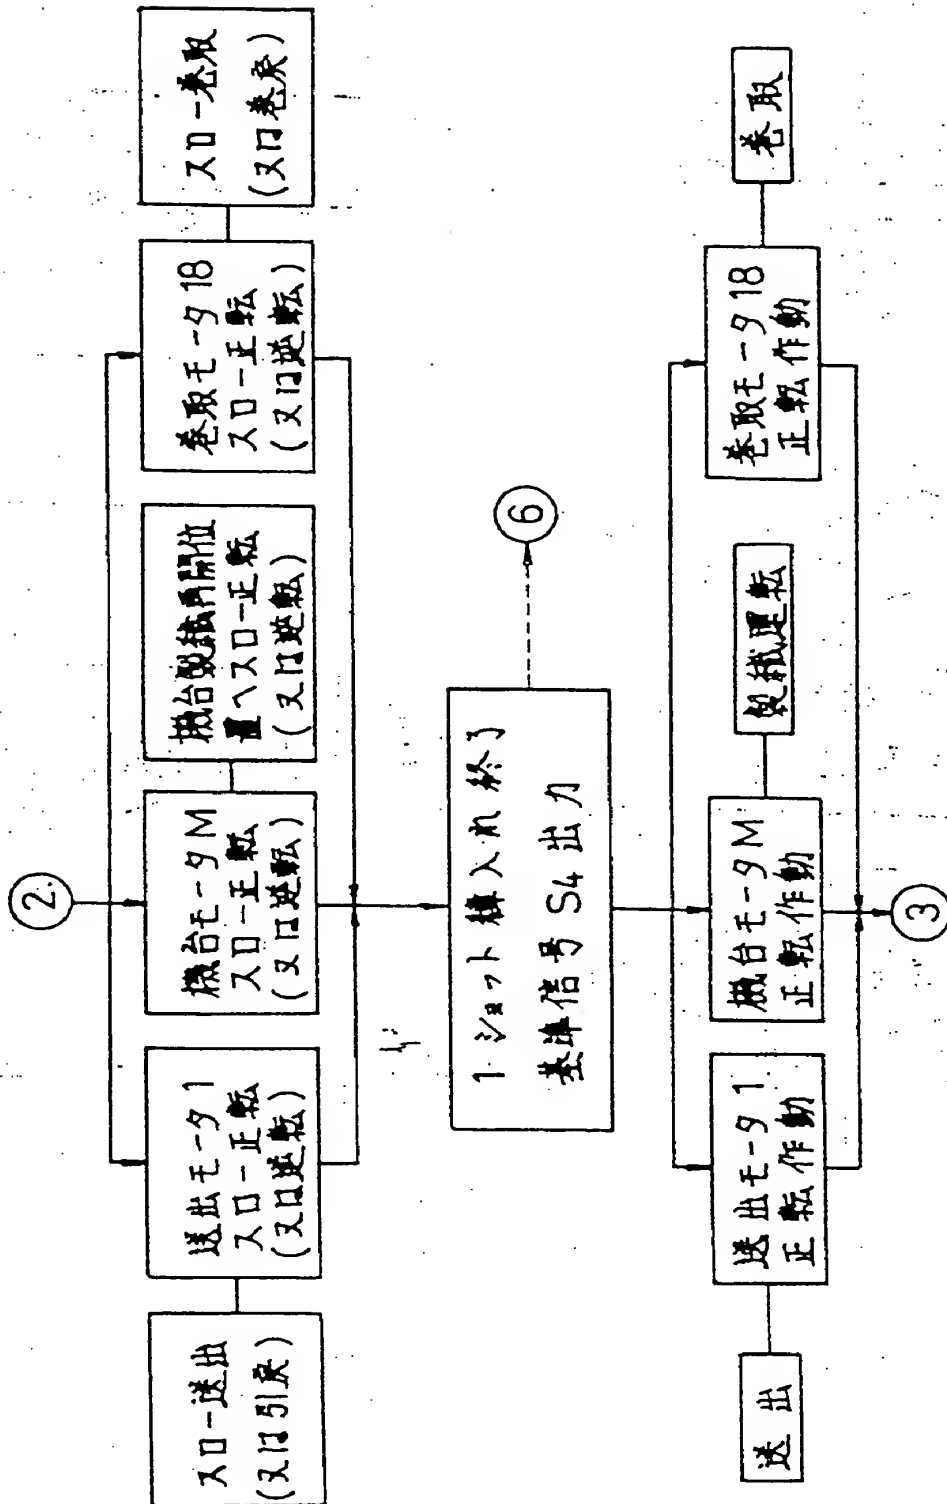 ②
スロー送出
(又は引戻)
送出モータ1
スロー正転
(又は逆転)
機台モータM
スロー正転
(又は逆転)
機台製織再開位
置へスロー正転
(又は逆転)
巻取モータ18
スロー正転
(又は逆転)
スロー巻取
(又は巻戻)
1ショット緯入れ終了
基準信号 S4 出力
⑥
送出
送出モータ1
正転作動
機台モータM
正転作動
製織運転
巻取モータ18
正転作動
巻取
③